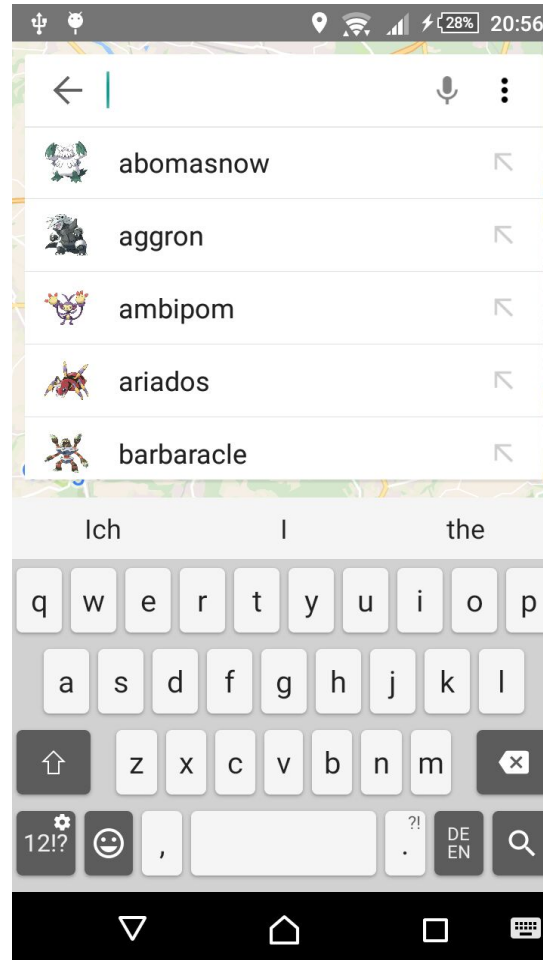 28% 20:56
abomasnow
aggron
ambipom
ariados
barbaracle
Ich I the
q w e r t y u i o p
a s d f g h j k l
z x c v b n m
12!? , ?! . DE EN